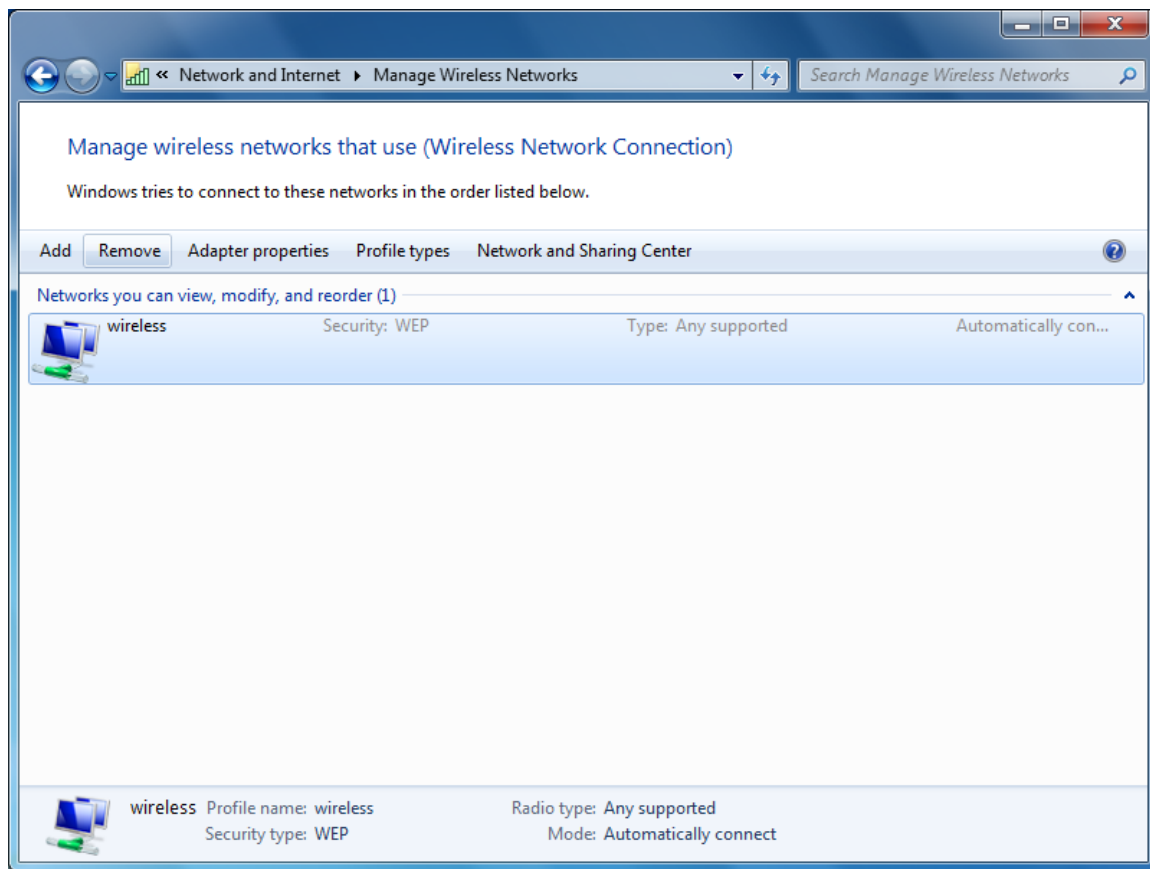 « Network and Internet ▸ Manage Wireless Networks Search Manage Wireless Networks
Manage wireless networks that use (Wireless Network Connection)
Windows tries to connect to these networks in the order listed below.
Add Remove Adapter properties Profile types Network and Sharing Center
Networks you can view, modify, and reorder (1)
wireless Security: WEP Type: Any supported Automatically con...
wireless Profile name: wireless Radio type: Any supported
Security type: WEP Mode: Automatically connect